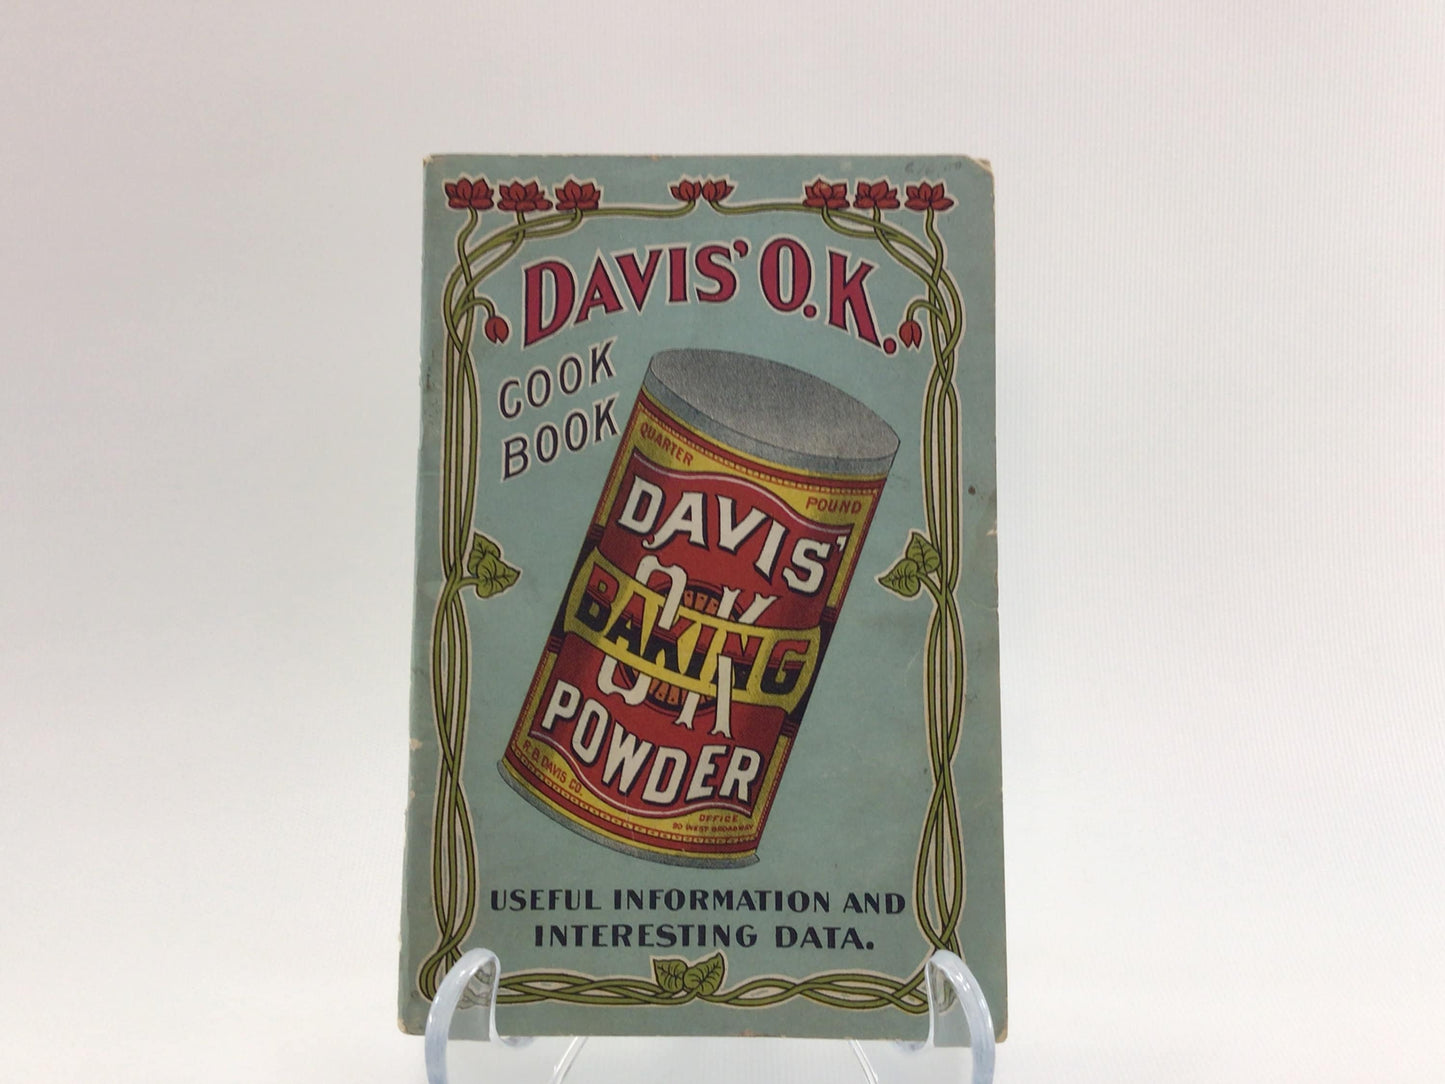 DAVIS' O.K.
COOK
BOOK
QUARTER
POUND
DAVIS'
O.K.
BAKING
POWDER
R.B. DAVIS CO.
OFFICE
90 WEST BROADWAY
USEFUL INFORMATION AND
INTERESTING DATA.